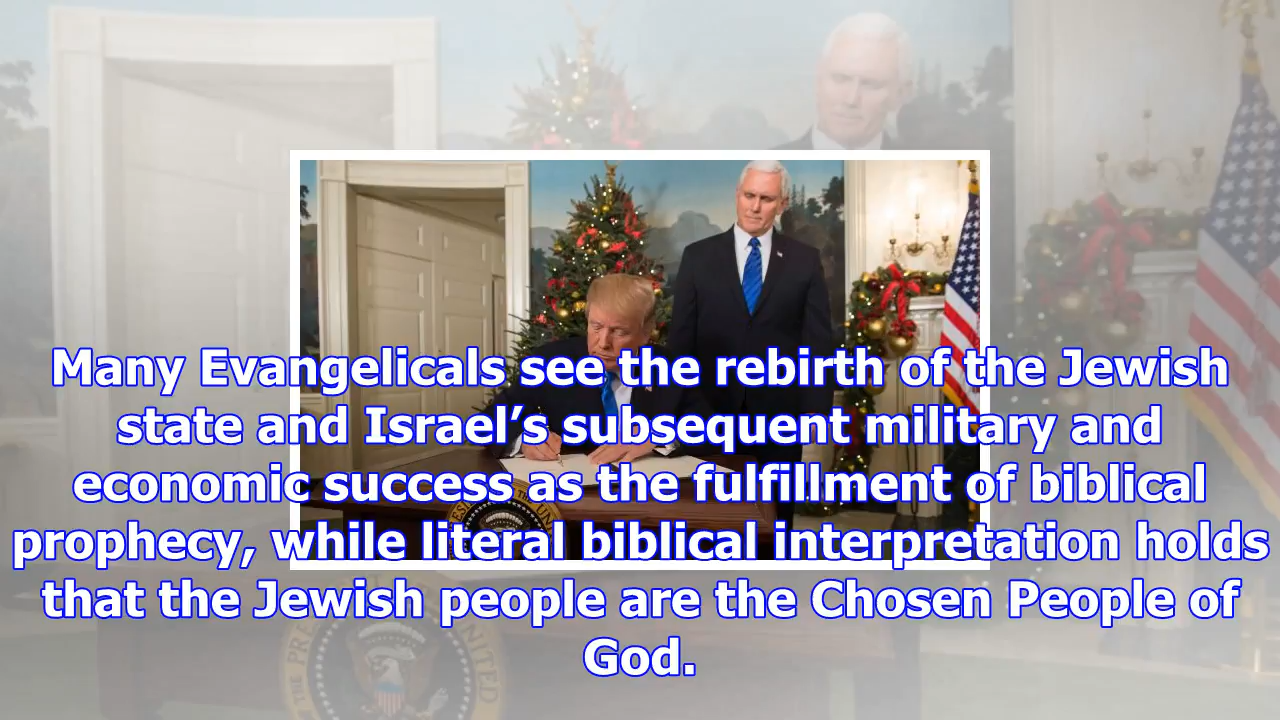 Many Evangelicals see the rebirth of the Jewish
state and Israel’s subsequent military and
economic success as the fulfillment of biblical
prophecy, while literal biblical interpretation holds
that the Jewish people are the Chosen People of
God.